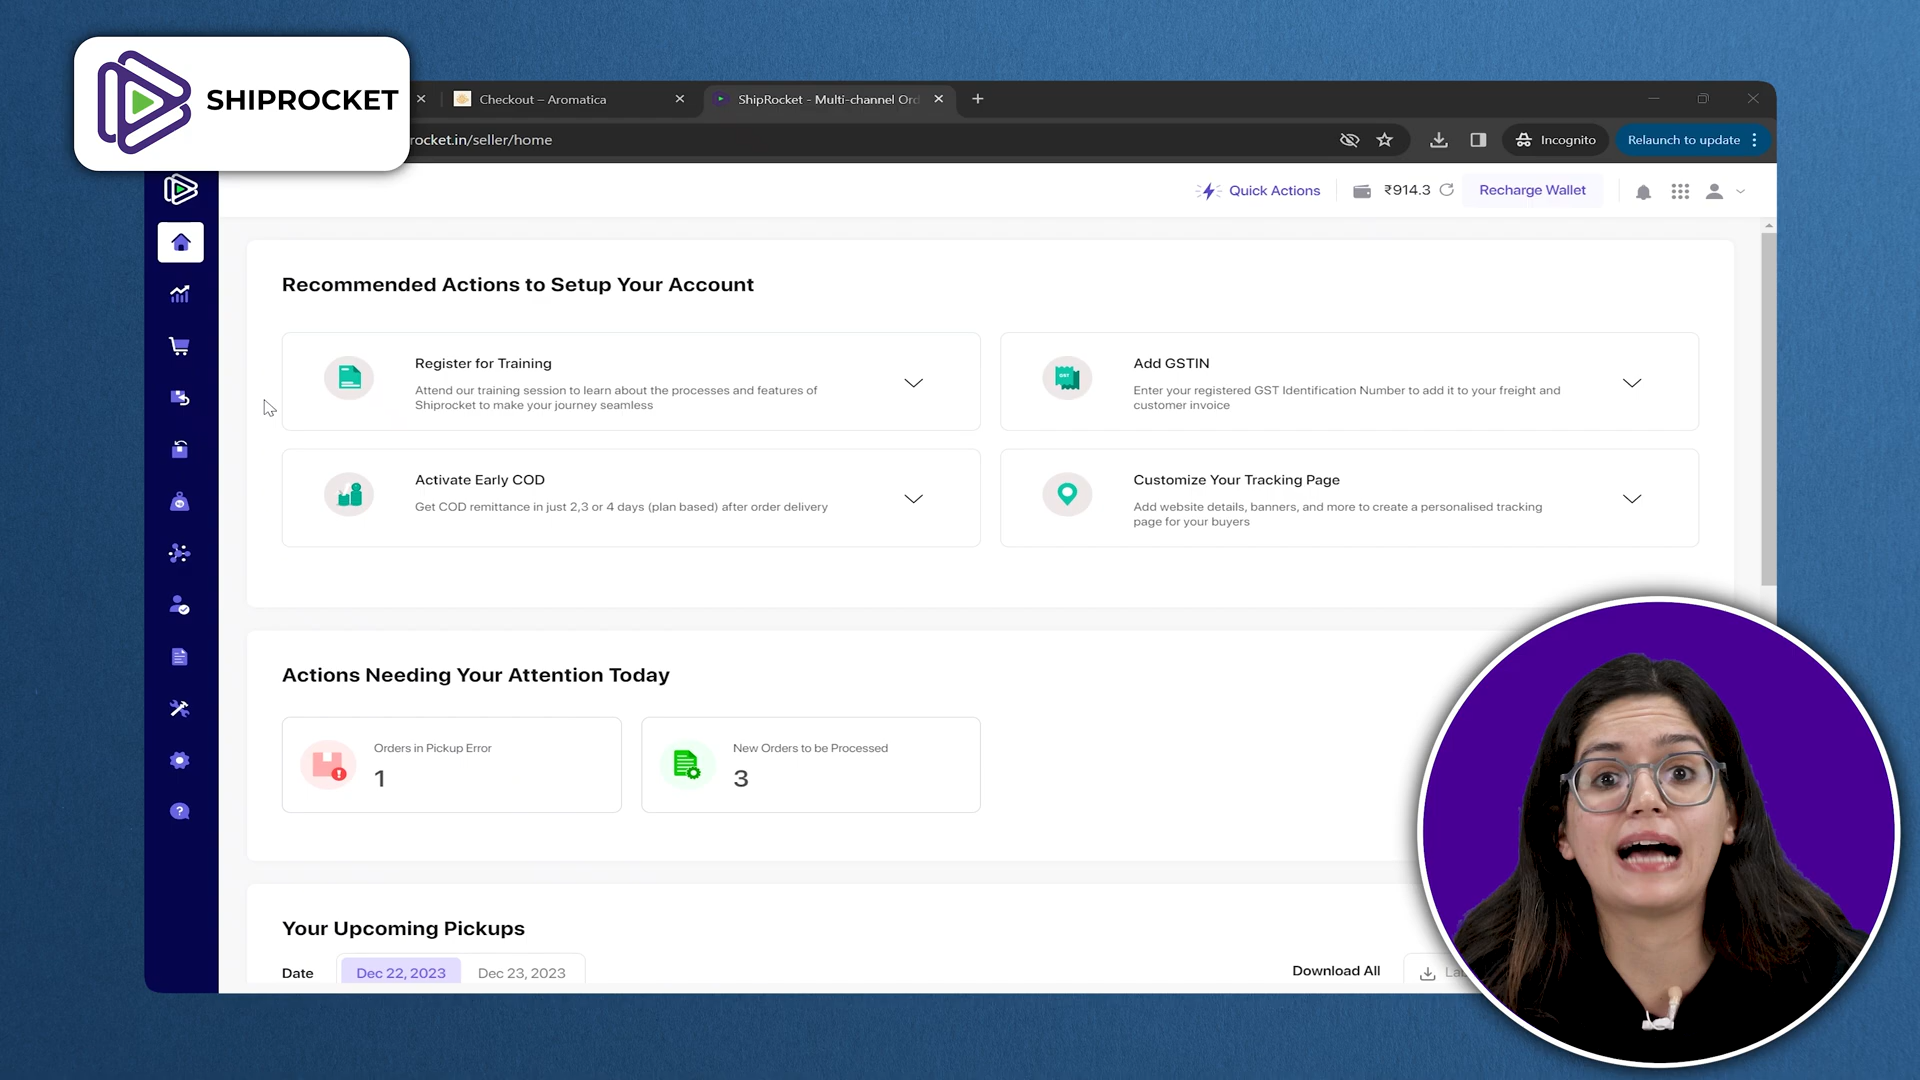 SHIPROCKET
Checkout – Aromatica
ShipRocket - Multi-channel Ord
rocket.in/seller/home
Incognito
Relaunch to update
Quick Actions
₹914.3
Recharge Wallet
Recommended Actions to Setup Your Account
Register for Training
Attend our training session to learn about the processes and features of
Shiprocket to make your journey seamless
Add GSTIN
Enter your registered GST Identification Number to add it to your freight and
customer invoice
Activate Early COD
Get COD remittance in just 2,3 or 4 days (plan based) after order delivery
Customize Your Tracking Page
Add website details, banners, and more to create a personalised tracking
page for your buyers
Actions Needing Your Attention Today
Orders in Pickup Error
1
New Orders to be Processed
3
Your Upcoming Pickups
Date
Dec 22, 2023
Dec 23, 2023
Download All